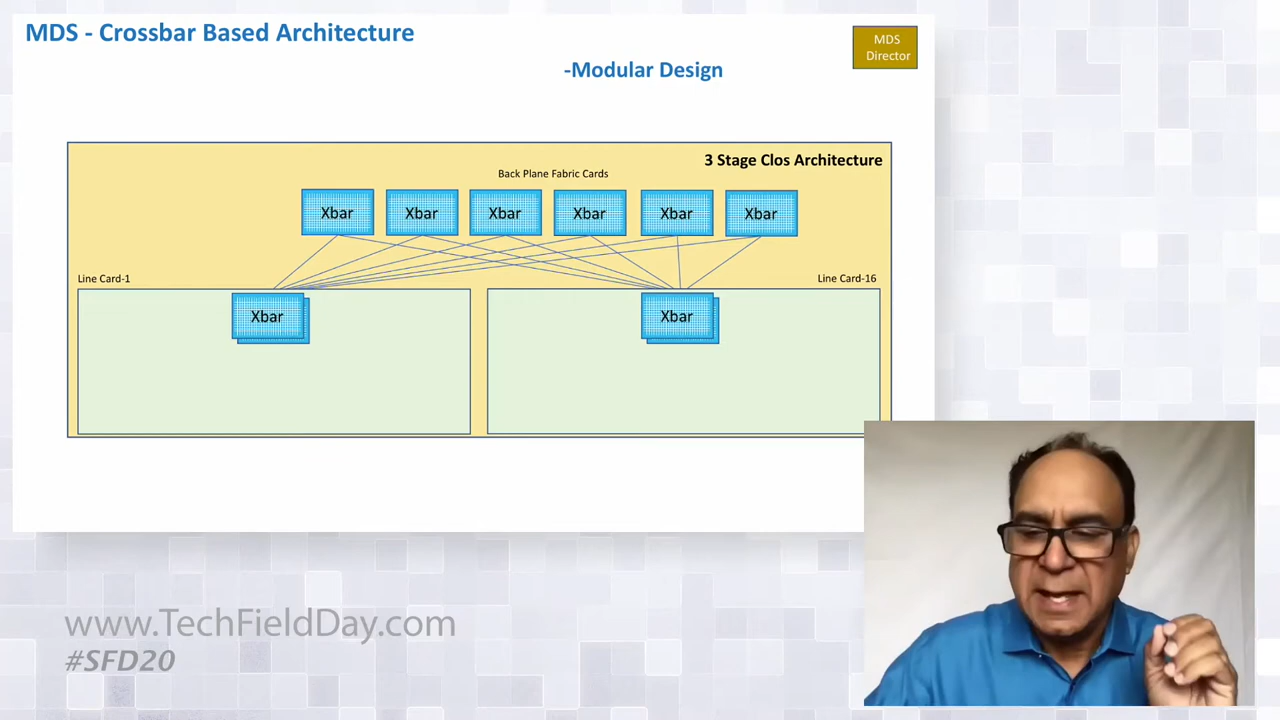 MDS - Crossbar Based Architecture
MDS
Director
-Modular Design
3 Stage Clos Architecture
Back Plane Fabric Cards
Xbar Xbar Xbar Xbar Xbar Xbar
Line Card-1 Line Card-16
Xbar Xbar
www.TechFieldDay.com
#SFD20